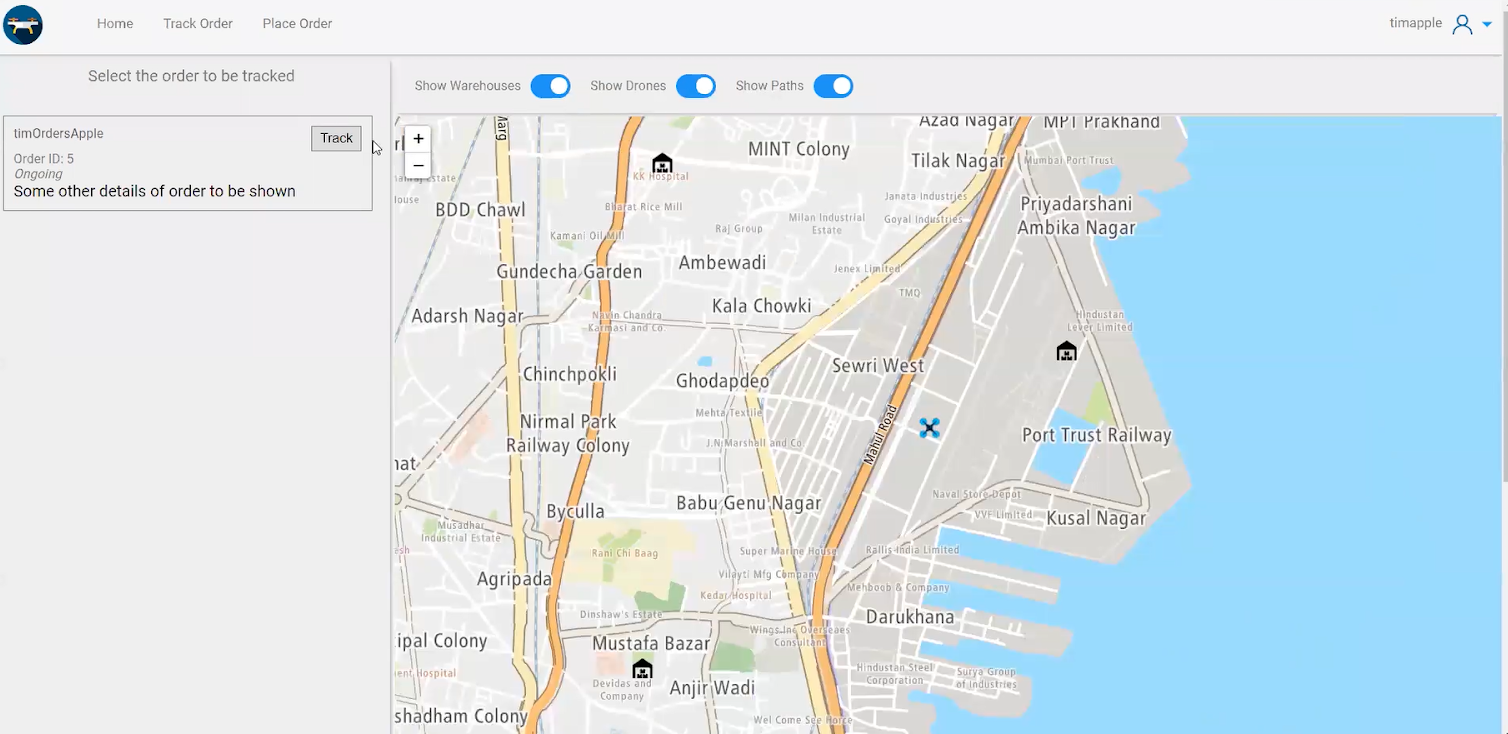 Home Track Order Place Order timapple
Select the order to be tracked
Show Warehouses Show Drones Show Paths
timOrdersApple Track
Order ID: 5
Ongoing
Some other details of order to be shown
+
−
Marg
Azad Nagar
MPT Prakhand
MINT Colony
Tilak Nagar
Mumbai Port Trust
KK Hospital
Janata Industries
Priyadarshani
Ambika Nagar
BDD Chawl
Bharat Rice Mill
Milan Industrial
Estate
Goyal Industries
Kamani Oil Mill
Raj Group
Gundecha Garden
Ambewadi
Jenex Limited
TMQ
Adarsh Nagar
Navin Chandra
Karmasi and Co.
Kala Chowki
Hindustan
Lever Limited
Chinchpokli
Ghodapdeo
Sewri West
Mehta Textile
Nirmal Park
Railway Colony
J.N.Marshall and Co.
Mahul Road
Port Trust Railway
Byculla
Babu Genu Nagar
Naval Store Depot
VVF Limited
Kusal Nagar
Musadhar
Industrial Estate
Rani Chi Baag
Super Marine House
Rallis India Limited
Agripada
Vilayti Mfg Company
Mehboob & Company
Kedar Hospital
Dinshaw's Estate
Darukhana
ipal Colony
Mustafa Bazar
Wings Inc Overseaes
Consultant
Hindustan Steel
Corporation
Surya Group
of Industries
ent Hospital
Devidas and
Company
Anjir Wadi
shadham Colony
Wel Come See Horce